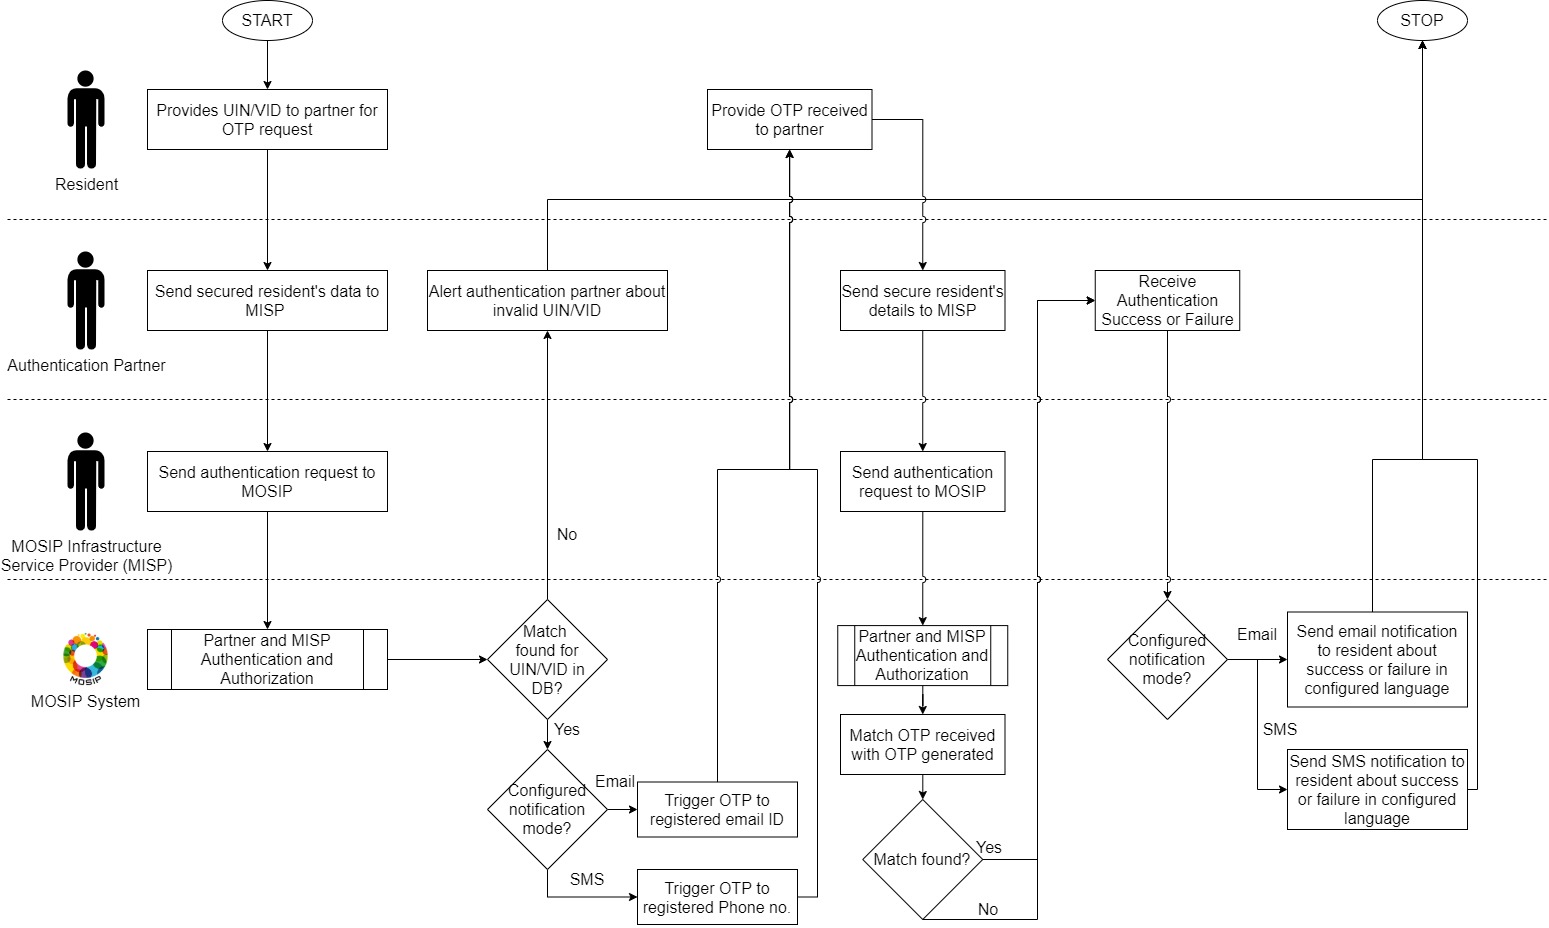 START
STOP
Provides UIN/VID to partner for
OTP request
Provide OTP received
to partner
Resident
Send secured resident's data to
MISP
Alert authentication partner about
invalid UIN/VID
Send secure resident's
details to MISP
Receive
Authentication
Success or Failure
Authentication Partner
Send authentication request to
MOSIP
Send authentication
request to MOSIP
No
MOSIP Infrastructure
Service Provider (MISP)
Partner and MISP
Authentication and
Authorization
Match
found for
UIN/VID in
DB?
Partner and MISP
Authentication and
Authorization
Configured
notification
mode?
Email
Send email notification
to resident about
success or failure in
configured language
MOSIP
MOSIP System
Yes
Match OTP received
with OTP generated
SMS
Send SMS notification to
resident about success
or failure in configured
language
Configured
notification
mode?
Email
Trigger OTP to
registered email ID
Match found?
Yes
SMS
Trigger OTP to
registered Phone no.
No